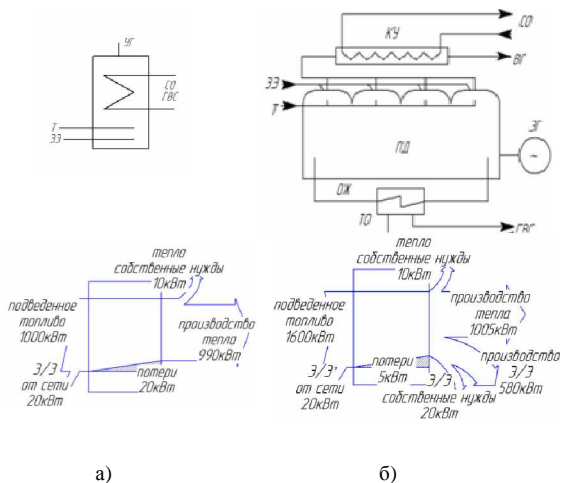 УГ
СО
ГВС
Т
ЭЭ
КУ
СО
ВГ
ЭЭ
Т
ПД
ЭГ
~
ОЖ
ТО
ГВС
тепло
собственные нужды
10кВт
подведенное
топливо
1000кВт
производство
тепла
990кВт
Э/Э
от сети
20кВт
потери
20кВт
тепло
собственные нужды
10кВт
подведенное
топливо
1600кВт
производство
тепла
1005кВт
Э/Э
от сети
20кВт
потери
5кВт
Э/Э
собственные нужды
20кВт
производство
Э/Э
580кВт
а)
б)